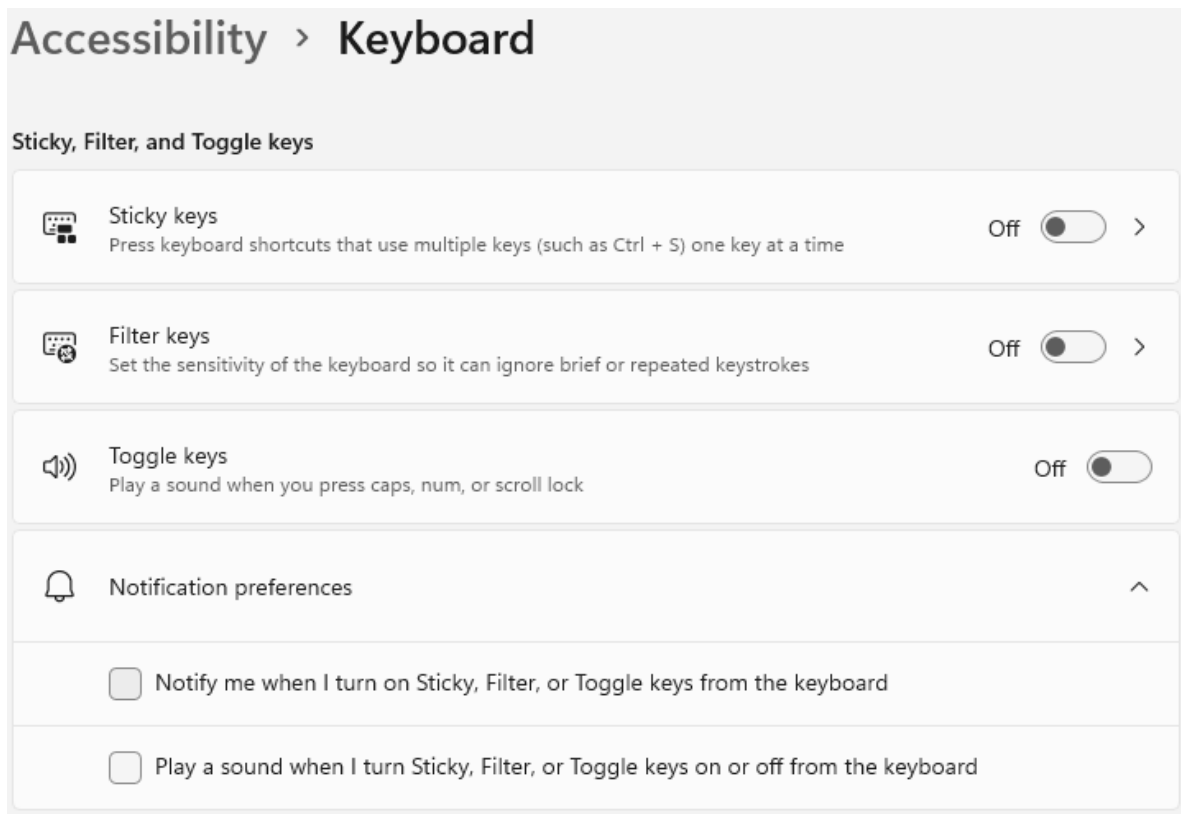 Accessibility > Keyboard
Sticky, Filter, and Toggle keys
Sticky keys
Press keyboard shortcuts that use multiple keys (such as Ctrl + S) one key at a time
Off
Filter keys
Set the sensitivity of the keyboard so it can ignore brief or repeated keystrokes
Off
Toggle keys
Play a sound when you press caps, num, or scroll lock
Off
Notification preferences
Notify me when I turn on Sticky, Filter, or Toggle keys from the keyboard
Play a sound when I turn Sticky, Filter, or Toggle keys on or off from the keyboard